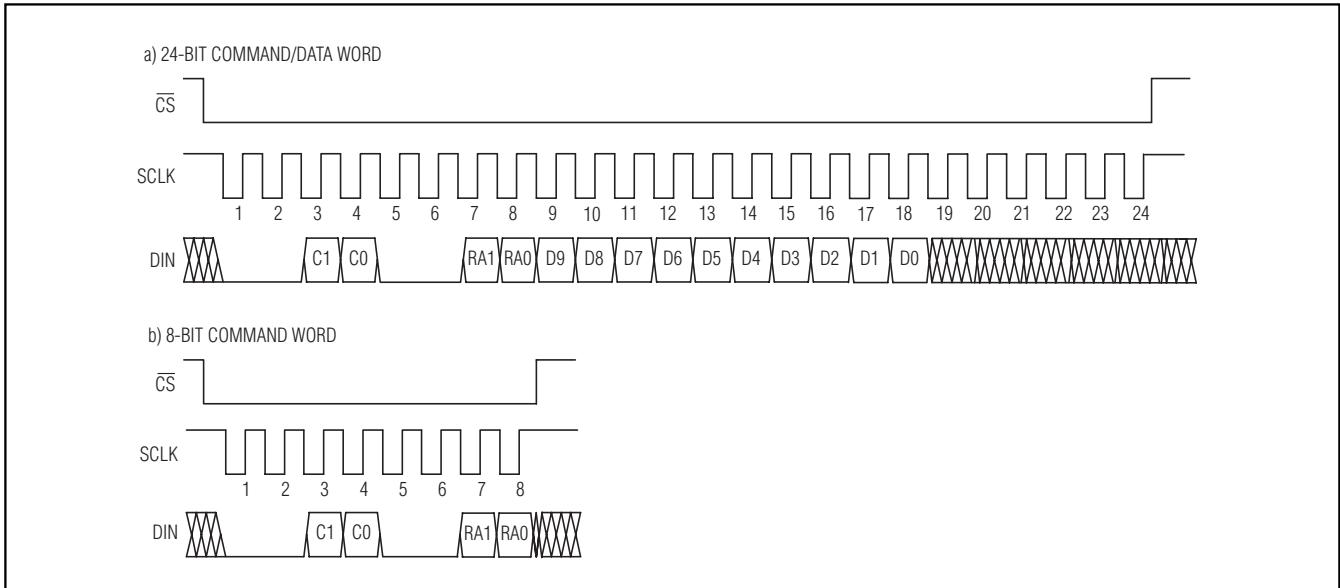 a) 24-BIT COMMAND/DATA WORD
CS
SCLK
1 2 3 4 5 6 7 8 9 10 11 12 13 14 15 16 17 18 19 20 21 22 23 24
DIN C1 C0 RA1 RA0 D9 D8 D7 D6 D5 D4 D3 D2 D1 D0
b) 8-BIT COMMAND WORD
CS
SCLK
1 2 3 4 5 6 7 8
DIN C1 C0 RA1 RA0